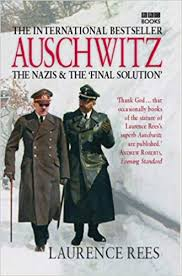 BBC
BOOKS
THE INTERNATIONAL BESTSELLER
AUSCHWITZ
THE NAZIS & THE 'FINAL SOLUTION'
'Thank God... that
occasionally books
of the stature of
Laurence Rees's
superb Auschwitz
are published.'
ANDREW ROBERTS,
Evening Standard
LAURENCE REES